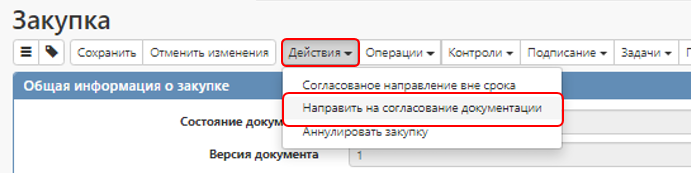 Закупка
Сохранить Отменить изменения Действия Операции Контроли Подписание Задачи
Общая информация о закупке
Согласованое направление вне срока
Направить на согласование документации
Состояние
Аннулировать закупку
Версия документа 1